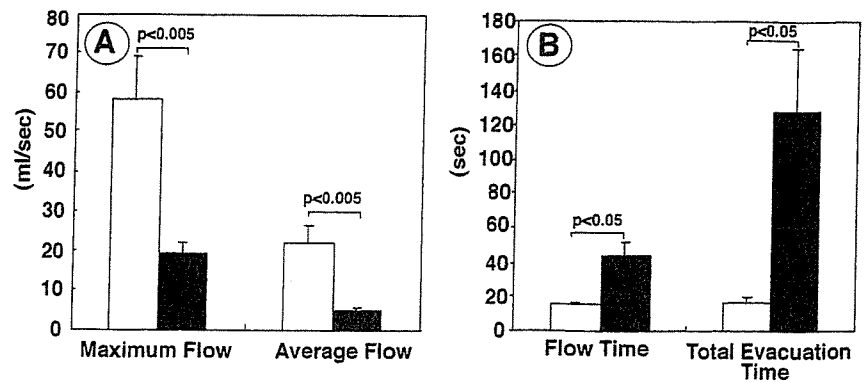 A
(ml/sec)
80
70
60
50
40
30
20
10
0
p<0.005
p<0.005
Maximum Flow
Average Flow
B
(sec)
180
160
140
120
100
80
60
40
20
0
p<0.05
p<0.05
Flow Time
Total Evacuation
Time